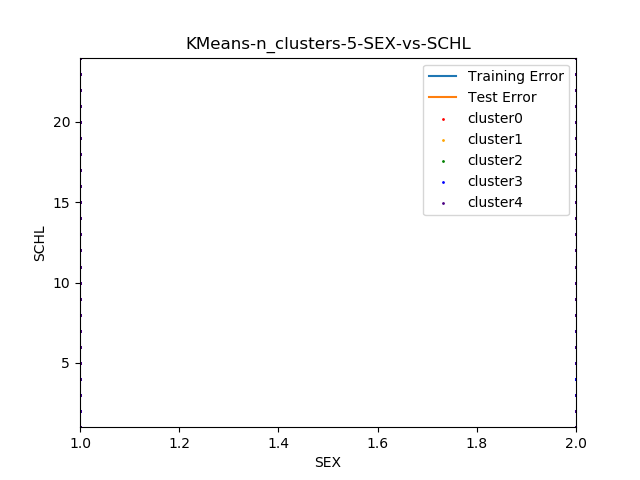 KMeans-n_clusters-5-SEX-vs-SCHL
Training Error
Test Error
cluster0
cluster1
cluster2
cluster3
cluster4
20
15
10
5
SCHL
1.0 1.2 1.4 1.6 1.8 2.0
SEX